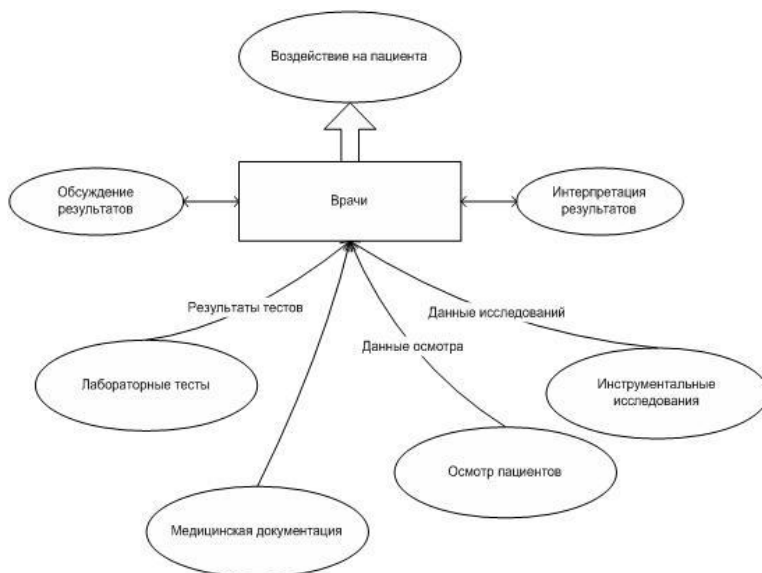 Воздействие на пациента
Обсуждение
результатов
Врачи
Интерпретация
результатов
Результаты тестов
Данные исследований
Данные осмотра
Лабораторные тесты
Инструментальные
исследования
Осмотр пациентов
Медицинская документация